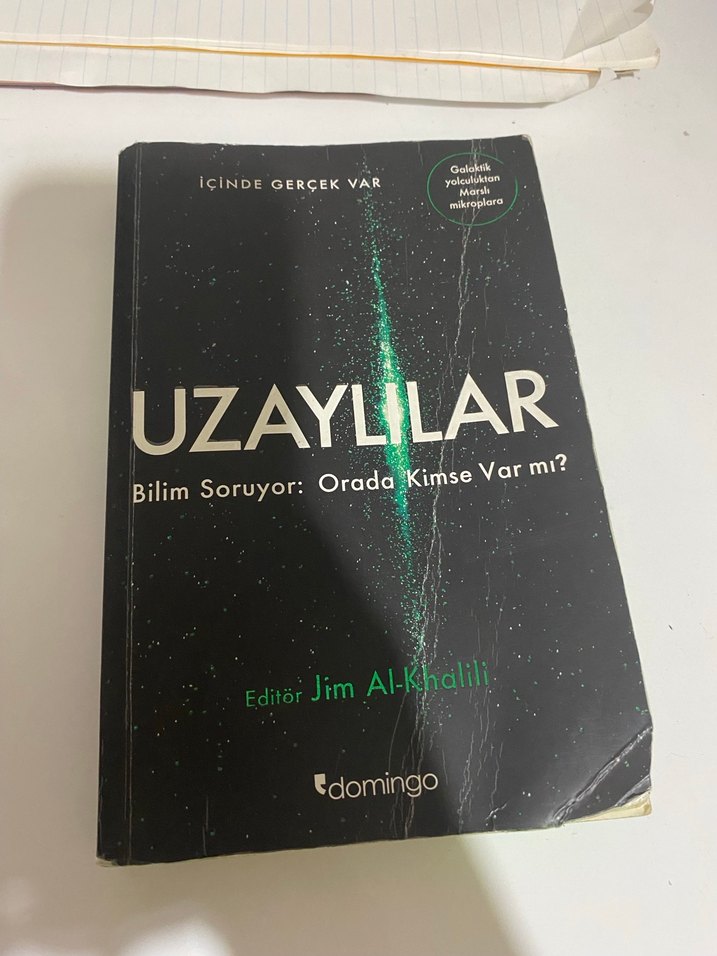 İÇİNDE GERÇEK VAR
Galaktik
yolculuktan
Marslı
mikroplara
UZAYLILAR
Bilim Soruyor: Orada Kimse Var mı?
Editör Jim Al-Khalili
domingo